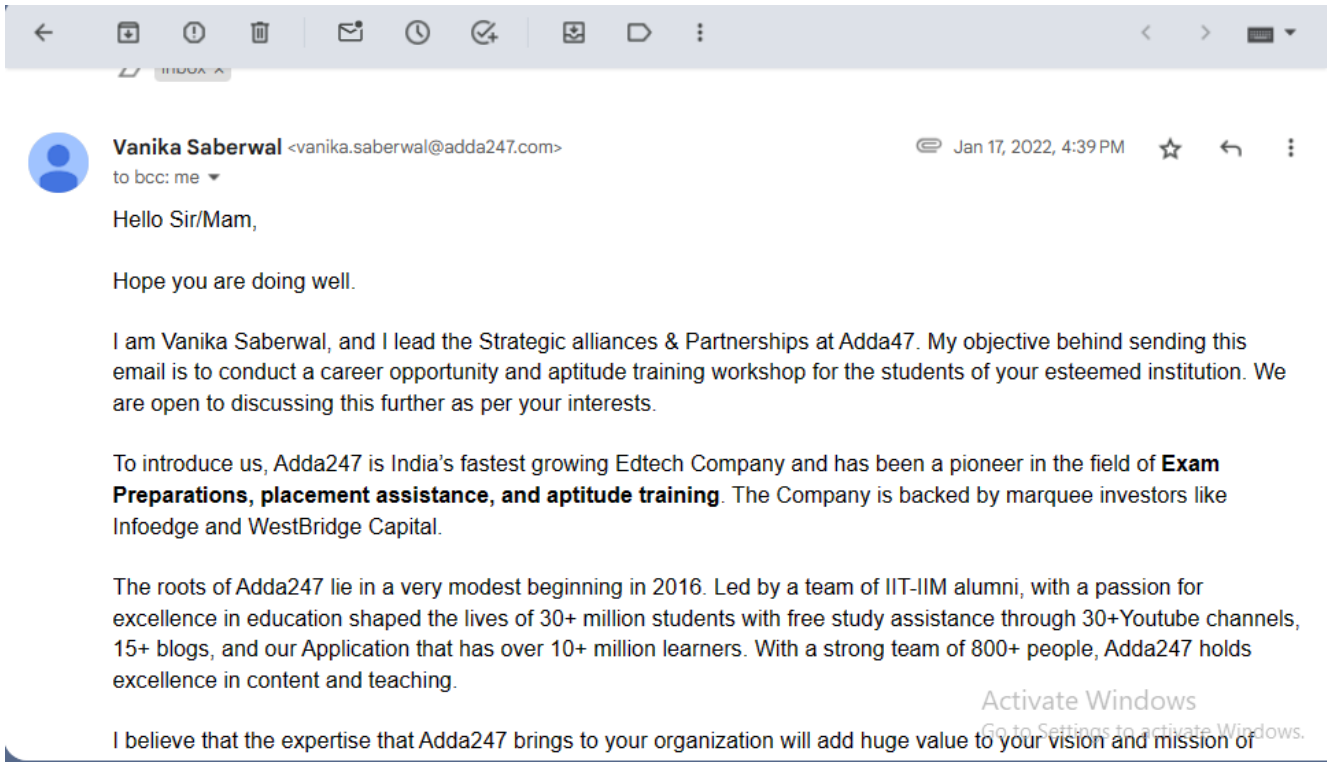 Inbox x
Vanika Saberwal <vanika.saberwal@adda247.com>
Jan 17, 2022, 4:39 PM
to bcc: me
Hello Sir/Mam,
Hope you are doing well.
I am Vanika Saberwal, and I lead the Strategic alliances & Partnerships at Adda47. My objective behind sending this
email is to conduct a career opportunity and aptitude training workshop for the students of your esteemed institution. We
are open to discussing this further as per your interests.
To introduce us, Adda247 is India’s fastest growing Edtech Company and has been a pioneer in the field of Exam
Preparations, placement assistance, and aptitude training. The Company is backed by marquee investors like
Infoedge and WestBridge Capital.
The roots of Adda247 lie in a very modest beginning in 2016. Led by a team of IIT-IIM alumni, with a passion for
excellence in education shaped the lives of 30+ million students with free study assistance through 30+Youtube channels,
15+ blogs, and our Application that has over 10+ million learners. With a strong team of 800+ people, Adda247 holds
excellence in content and teaching.
Activate Windows
Go to Settings to activate Windows.
I believe that the expertise that Adda247 brings to your organization will add huge value to your vision and mission of